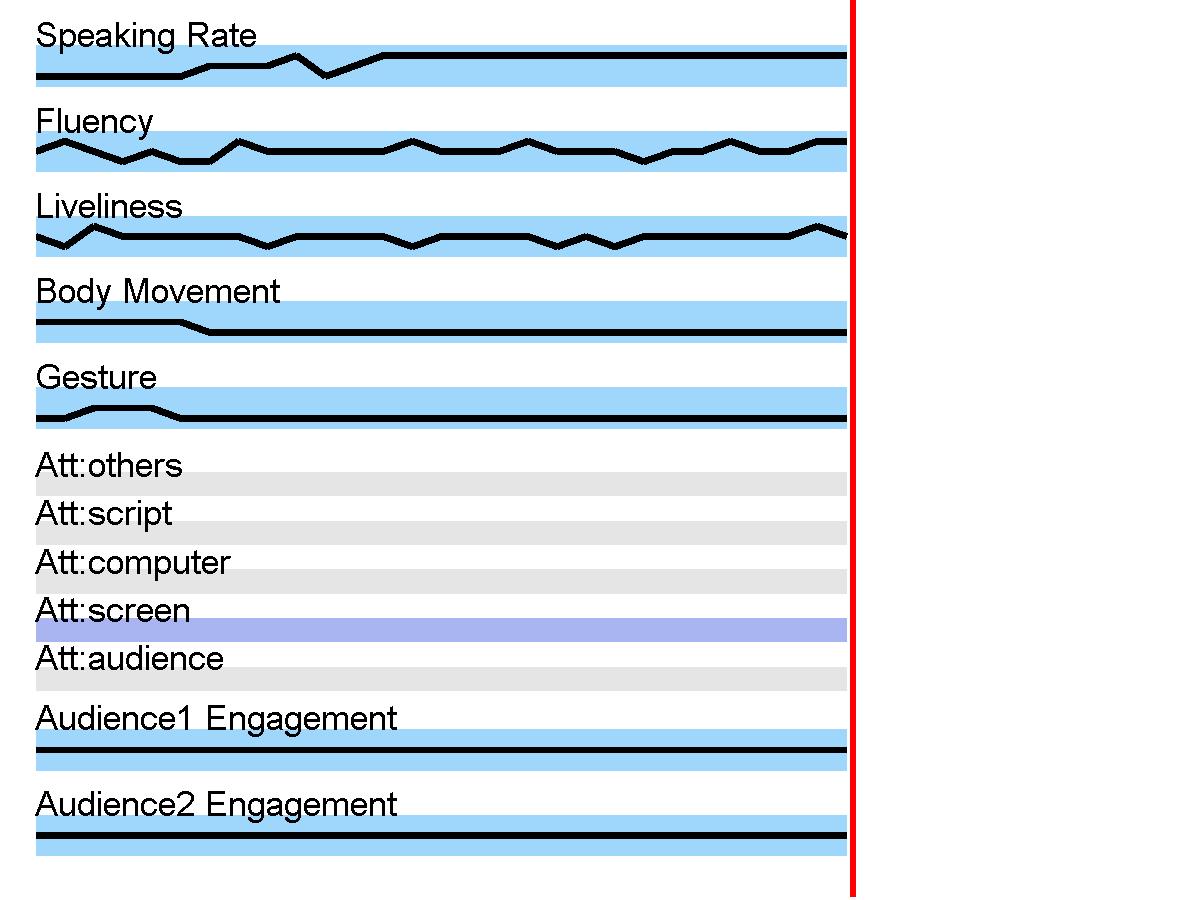 Speaking Rate
Fluency
Liveliness
Body Movement
Gesture
Att:others
Att:script
Att:computer
Att:screen
Att:audience
Audience1 Engagement
Audience2 Engagement